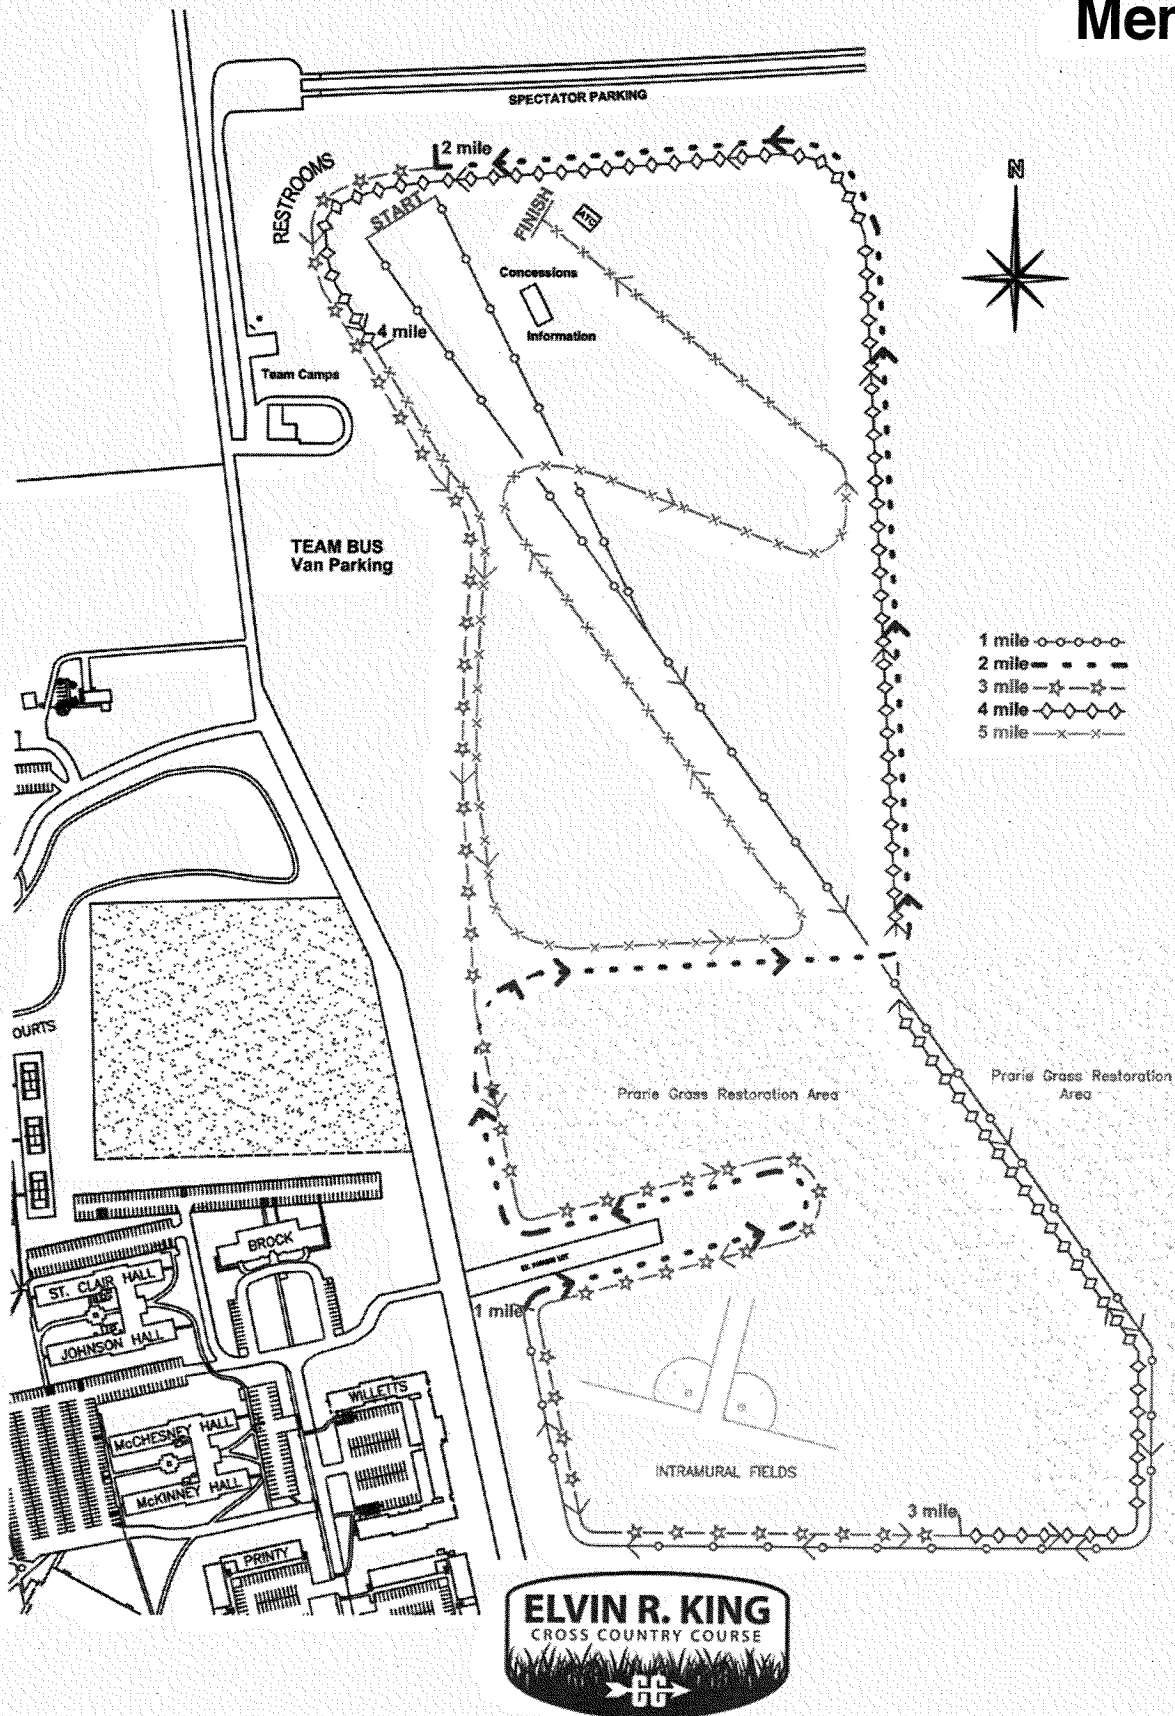 Mer
SPECTATOR PARKING
2 mile
RESTROOMS
START
FINISH
ATC
N
Concessions
Information
4 mile
Team Camps
TEAM BUS
Van Parking
1 mile
2 mile
3 mile
4 mile
5 mile
OURTS
Prarie Grass Restoration Area
Prarie Grass Restoration
Area
BROCK
ST. CLAIR HALL
JOHNSON HALL
1 mile
WILLETTS
McCHESNEY HALL
McKINNEY HALL
INTRAMURAL FIELDS
3 mile
PRINTY
ELVIN R. KING
CROSS COUNTRY COURSE
CC